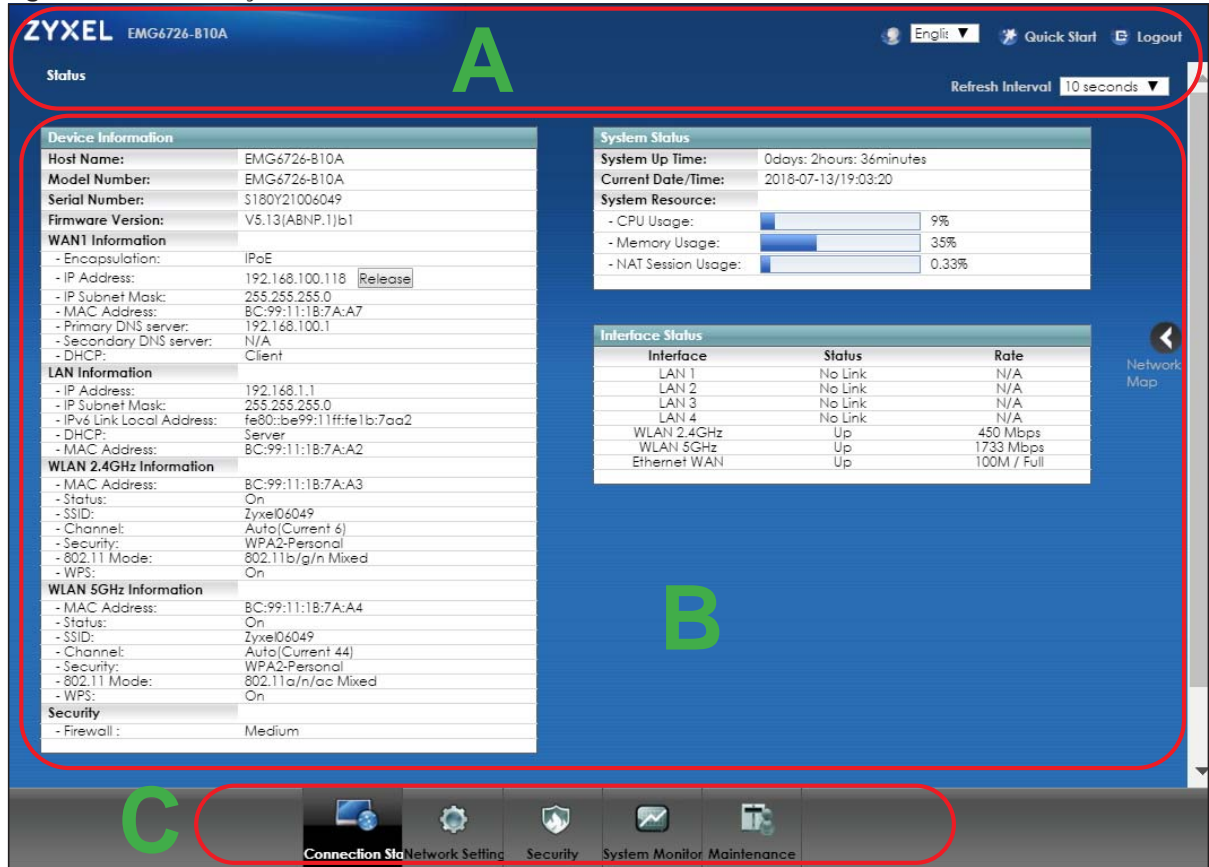 ZYXEL EMG6726-B10A
A
Englis ▼ Quick Start Logout
Status
Refresh Interval 10 seconds ▼
Device Information
Host Name: EMG6726-B10A
Model Number: EMG6726-B10A
Serial Number: S180Y21006049
Firmware Version: V5.13(ABNP.1)b1
WAN1 Information
- Encapsulation: IPoE
- IP Address: 192.168.100.118 Release
- IP Subnet Mask: 255.255.255.0
- MAC Address: BC:99:11:1B:7A:A7
- Primary DNS server: 192.168.100.1
- Secondary DNS server: N/A
- DHCP: Client
LAN Information
- IP Address: 192.168.1.1
- IP Subnet Mask: 255.255.255.0
- IPv6 Link Local Address: fe80::be99:11ff:fe1b:7aa2
- DHCP: Server
- MAC Address: BC:99:11:1B:7A:A2
WLAN 2.4GHz Information
- MAC Address: BC:99:11:1B:7A:A3
- Status: On
- SSID: Zyxel06049
- Channel: Auto(Current 6)
- Security: WPA2-Personal
- 802.11 Mode: 802.11b/g/n Mixed
- WPS: On
WLAN 5GHz Information
- MAC Address: BC:99:11:1B:7A:A4
- Status: On
- SSID: Zyxel06049
- Channel: Auto(Current 44)
- Security: WPA2-Personal
- 802.11 Mode: 802.11a/n/ac Mixed
- WPS: On
Security
- Firewall : Medium
System Status
System Up Time: 0days: 2hours: 36minutes
Current Date/Time: 2018-07-13/19:03:20
System Resource:
- CPU Usage: 9%
- Memory Usage: 35%
- NAT Session Usage: 0.33%
Interface Status
Interface Status Rate
LAN 1 No Link N/A
LAN 2 No Link N/A
LAN 3 No Link N/A
LAN 4 No Link N/A
WLAN 2.4GHz Up 450 Mbps
WLAN 5GHz Up 1733 Mbps
Ethernet WAN Up 100M / Full
Network
Map
B
C
Connection Sta Network Setting Security System Monitor Maintenance